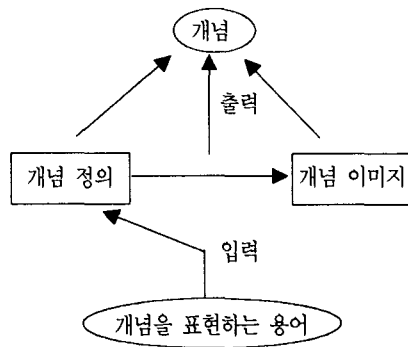 개념
출력
개념 정의
개념 이미지
입력
개념을 표현하는 용어